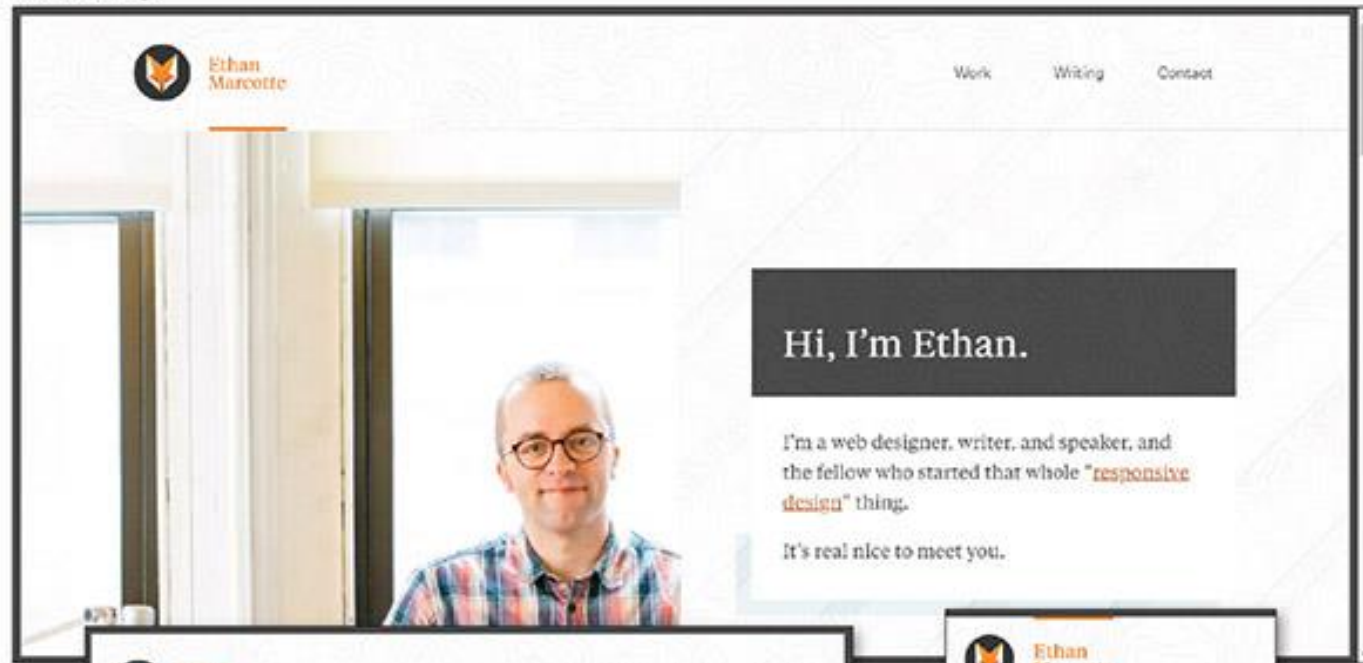 Ethan
Marcotte
Work Writing Contact
Hi, I'm Ethan.
I'm a web designer, writer, and speaker, and
the fellow who started that whole "responsive
design" thing.
It's real nice to meet you.
Ethan